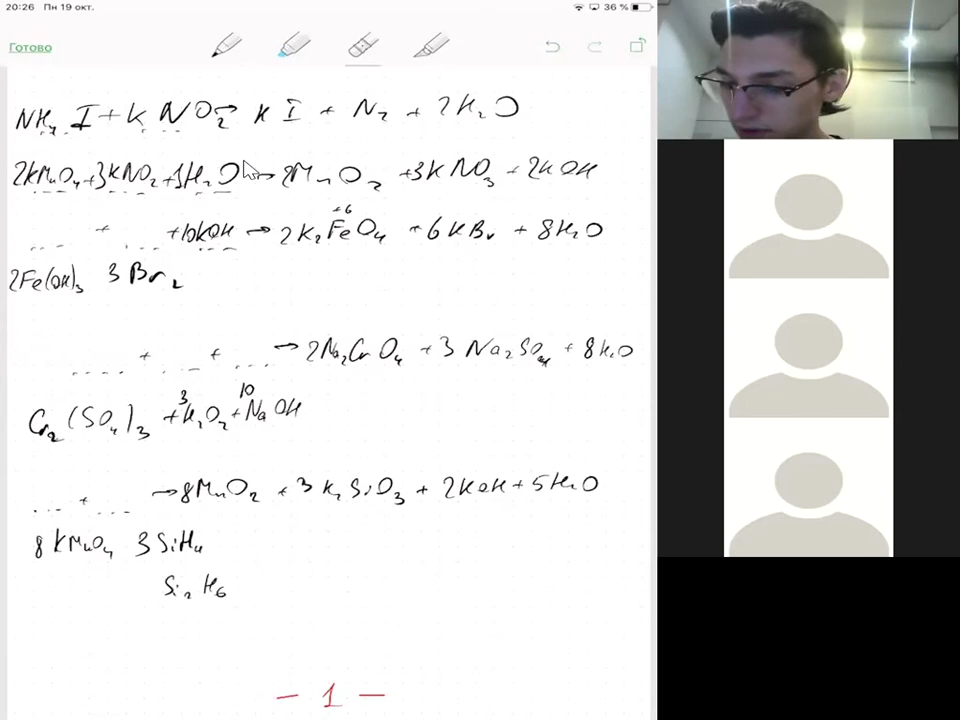 20:26 Пн 19 окт. 36 %
Готово
NH₄I + KNO₂ → KI + N₂ + 2H₂O
2KMnO₄ + 3KNO₂ + 1H₂O → 2MnO₂ + 3KNO₃ + 2KOH
+ +10KOH → 2K₂FeO₄ + 6KBr + 8H₂O
+6
2Fe(OH)₃ 3Br₂
+ + → 2Na₂CrO₄ + 3Na₂SO₄ + 8H₂O
Cr₂(SO₄)₃ + 3H₂O₂ + 10NaOH
+ → 8MnO₂ + 3K₂SiO₃ + 2KOH + 5H₂O
8KMnO₄ 3SiH₄
Si₂H₆
— 1 —